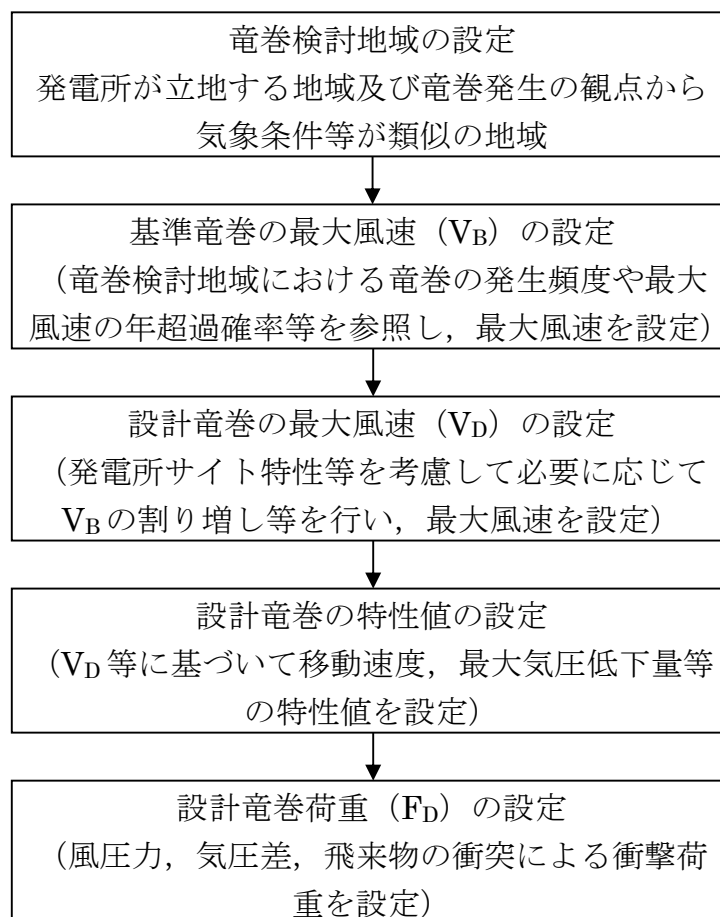 竜巻検討地域の設定
発電所が立地する地域及び竜巻発生の観点から
気象条件等が類似の地域
基準竜巻の最大風速（VB）の設定
（竜巻検討地域における竜巻の発生頻度や最大
風速の年超過確率等を参照し，最大風速を設定）
設計竜巻の最大風速（VD）の設定
（発電所サイト特性等を考慮して必要に応じて
VBの割り増し等を行い，最大風速を設定）
設計竜巻の特性値の設定
（VD等に基づいて移動速度，最大気圧低下量等
の特性値を設定）
設計竜巻荷重（FD）の設定
（風圧力，気圧差，飛来物の衝突による衝撃荷
重を設定）